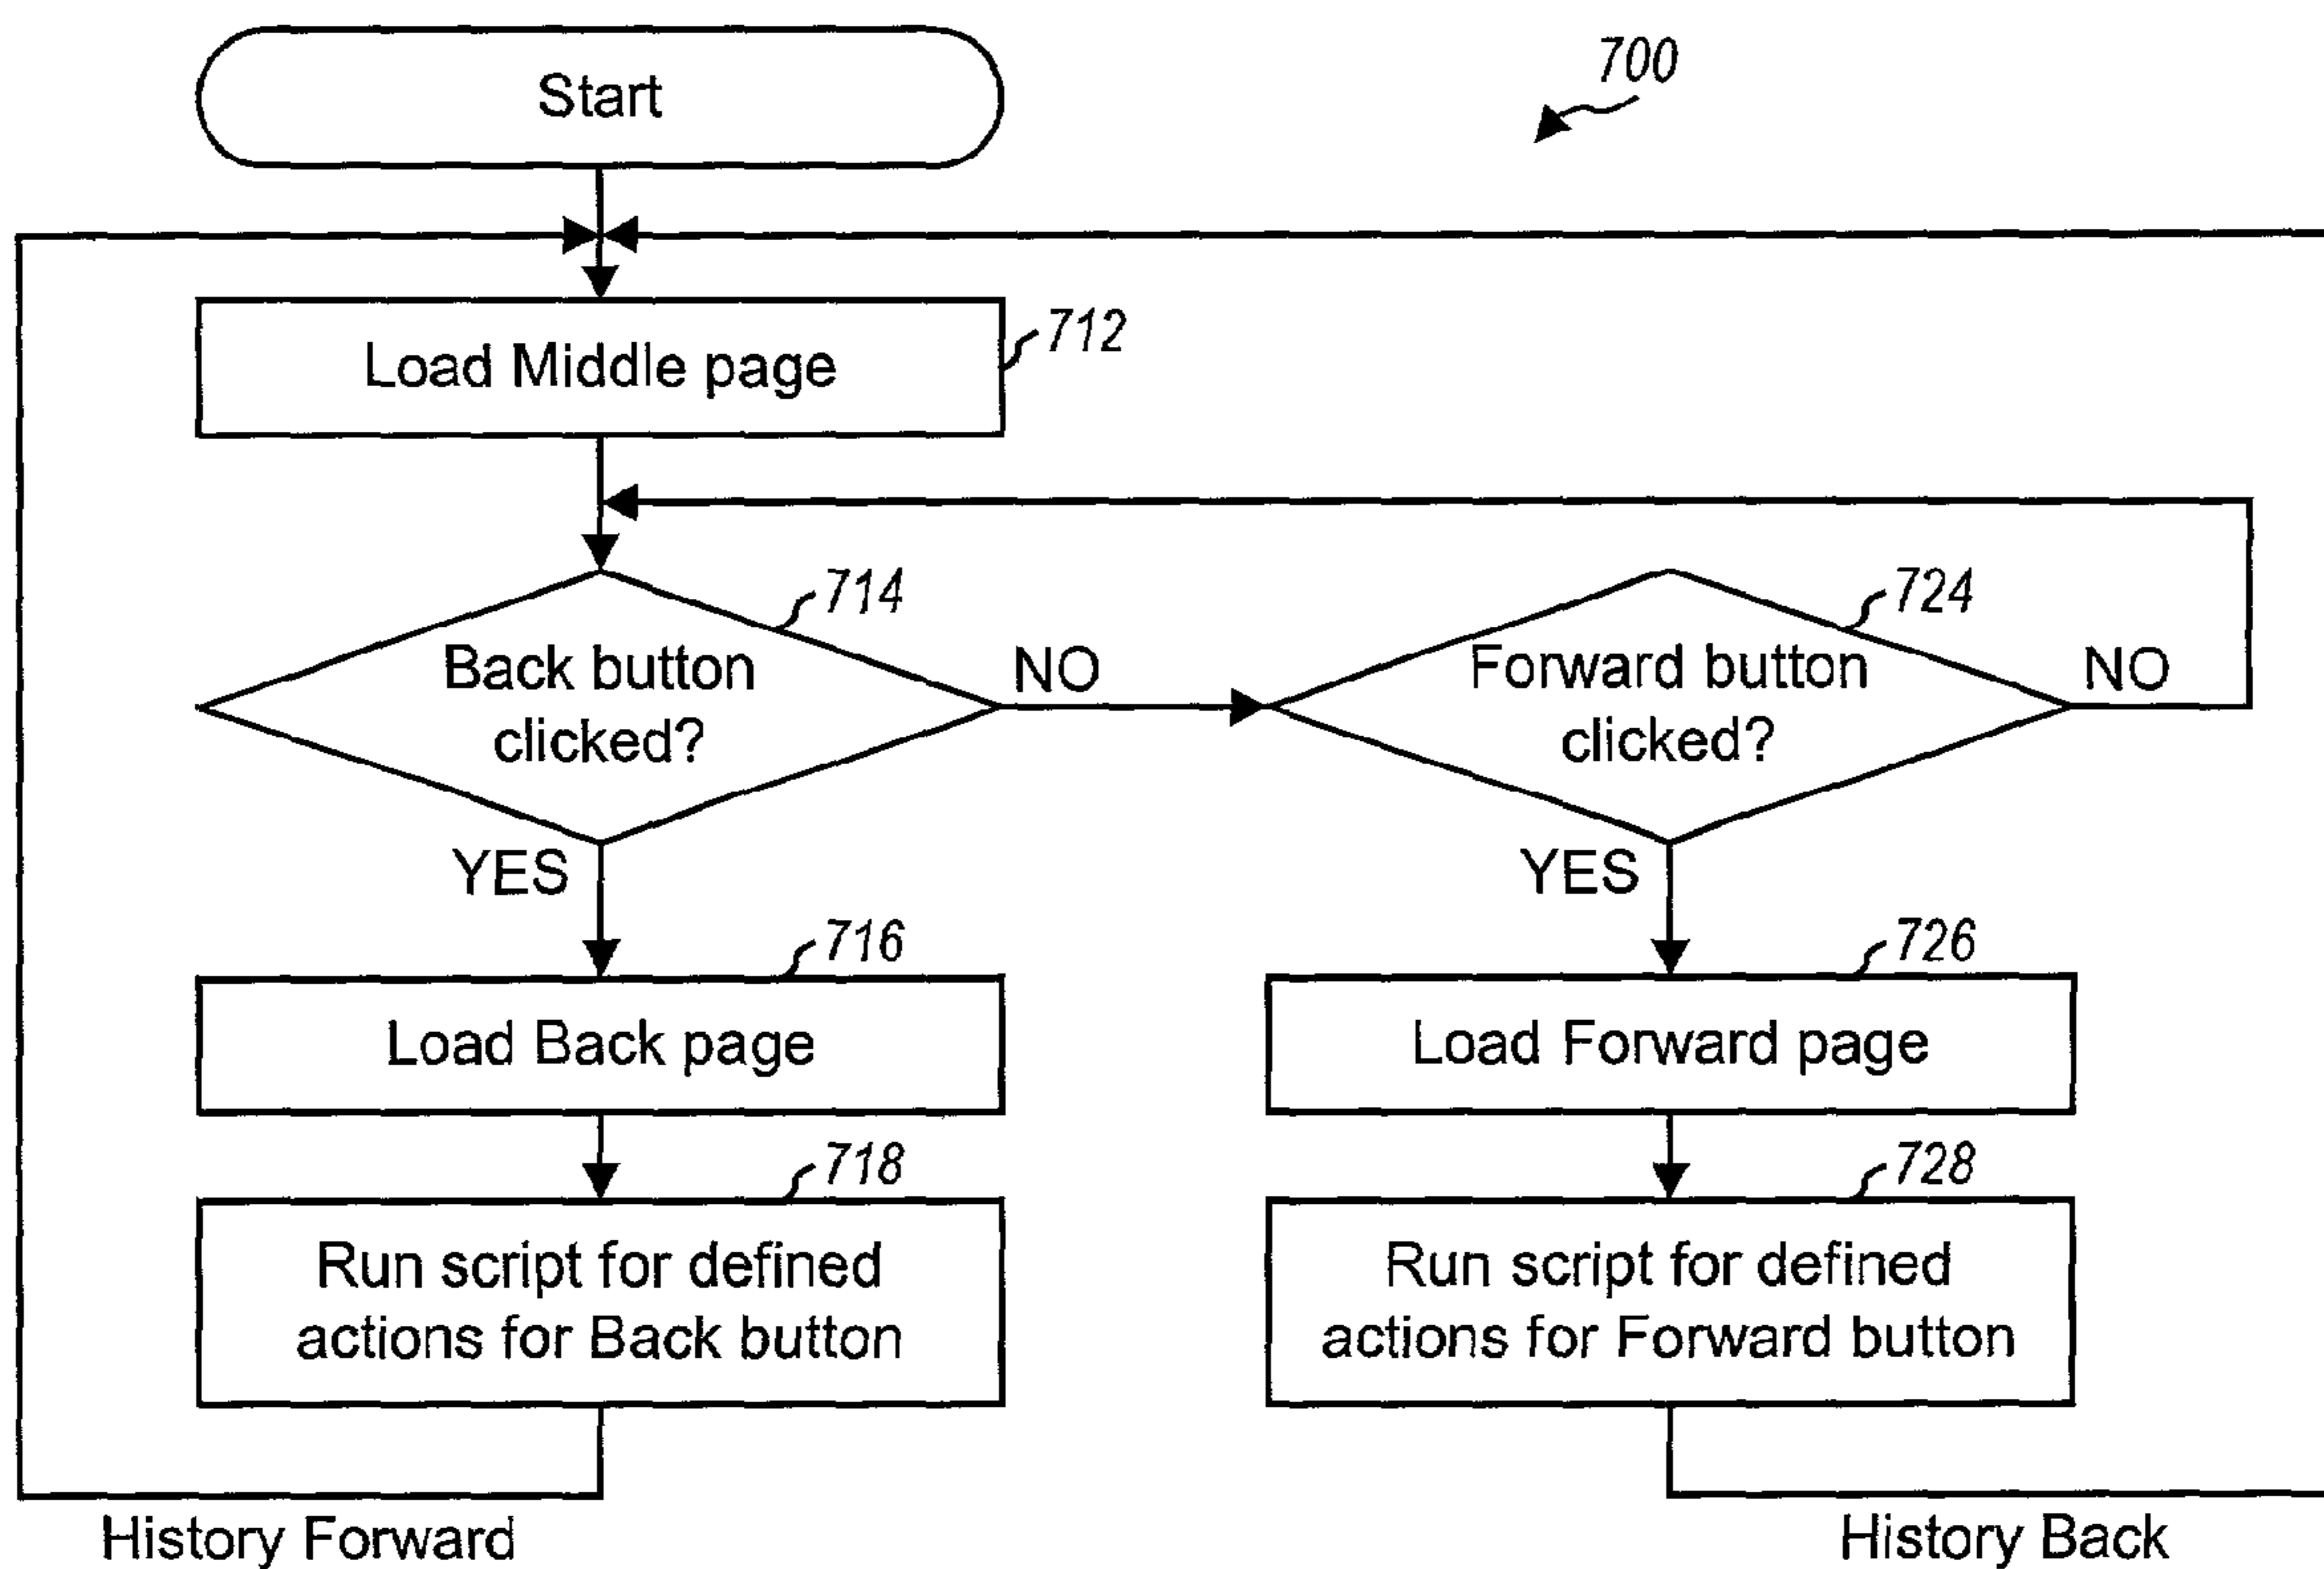 Start
700
Load Middle page
712
714
Back button
clicked?
NO
724
Forward button
clicked?
NO
YES
YES
716
Load Back page
726
Load Forward page
718
Run script for defined
actions for Back button
728
Run script for defined
actions for Forward button
History Forward
History Back